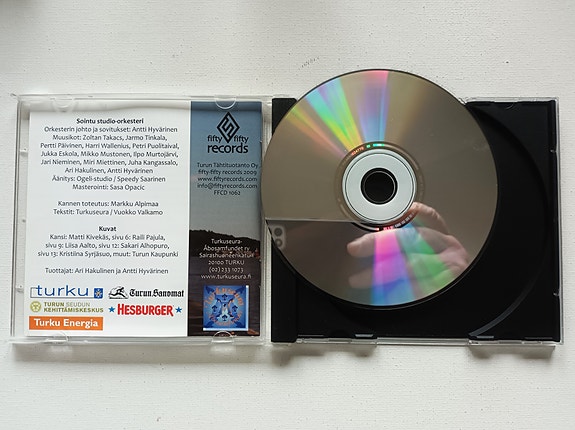 Sointu studio-orkesteri
Orkesterin johto ja sovitukset: Antti Hyvärinen
Muusikot: Zoltan Takacs, Jarmo Tinkala,
Pertti Päivinen, Harri Wallenius, Petri Puolitaival,
Jukka Eskola, Mikko Mustonen, Ilpo Murtojärvi,
Jari Nieminen, Miri Miettinen, Juha Kangassalo,
Ari Hakulinen, Antti Hyvärinen
Äänitys: Ogeli-studio / Speedy Saarinen
Masterointi: Sasa Opacic
Kannen toteutus: Markku Alpimaa
Tekstit: Turkuseura / Vuokko Valkamo
Kuvat
Kansi: Matti Kivekäs, sivu 6: Raili Pajula,
sivu 9: Liisa Aalto, sivu 12: Sakari Alhopuro,
sivu 13: Kristiina Syrjäsuo, muut: Turun Kaupunki
Tuottajat: Ari Hakulinen ja Antti Hyvärinen
turku
Turun Sanomat
TURUN SEUDUN
KEHITTÄMISKESKUS
HESBURGER
Turku Energia
fifty fifty
records
Turun Tähtituotanto Oy
fifty-fifty records 2009
www.fiftyrecords.com
info@fiftyrecords.com
FFCD 1062
Turkuseura-
Åbosamfundet ry
Sairashuoneenkatu 1
20100 TURKU
(02) 233 1073
www.turkuseura.fi